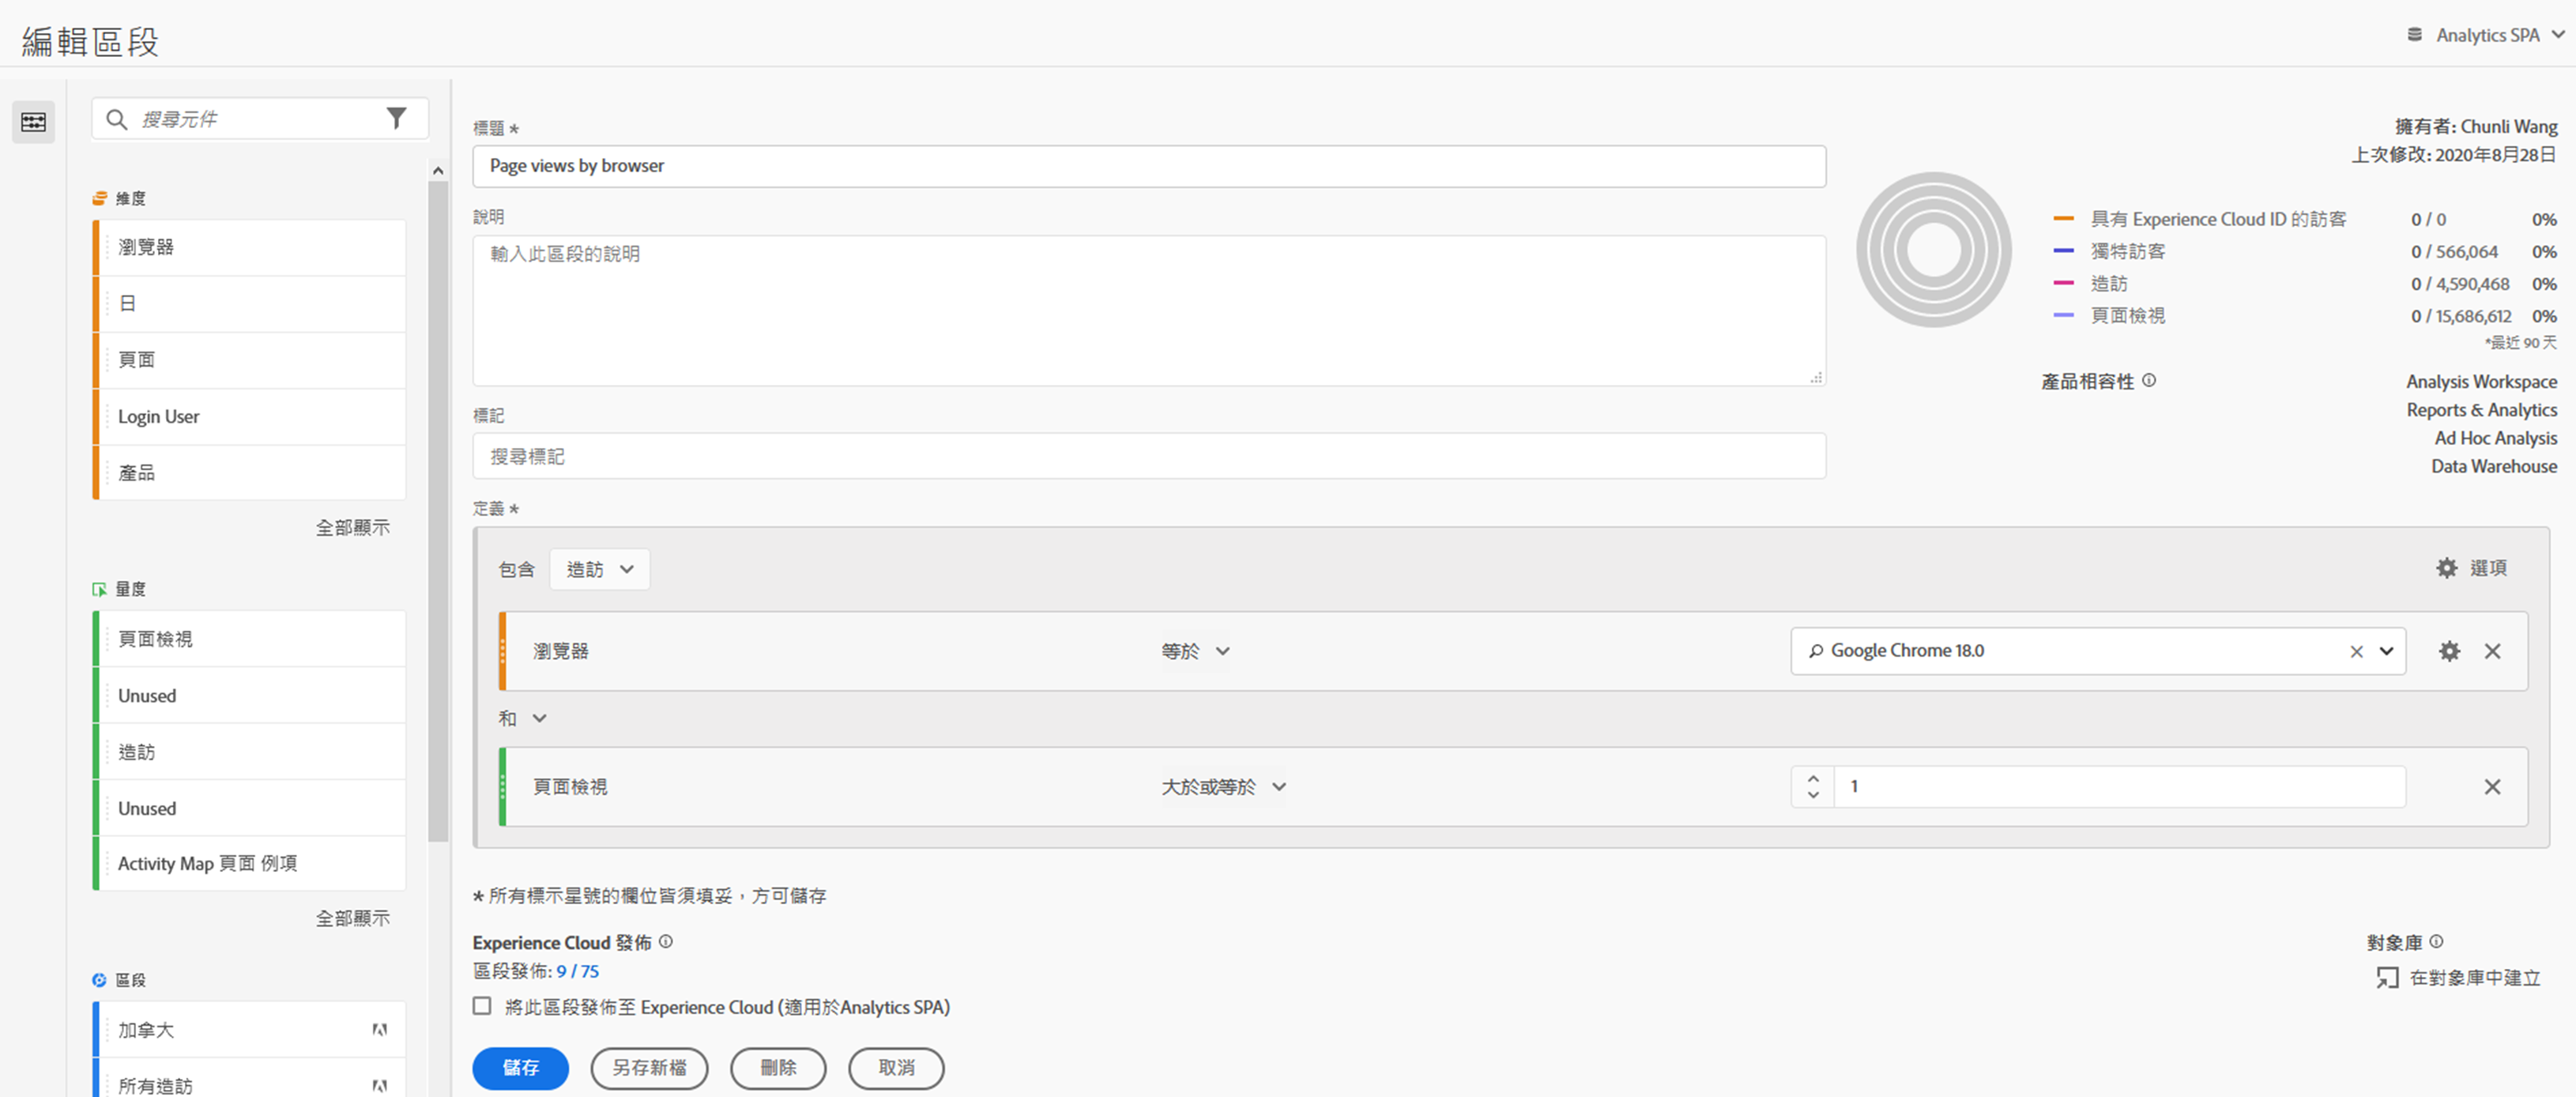 編輯區段
Analytics SPA
搜尋元件
維度
瀏覽器
日
頁面
Login User
產品
全部顯示
量度
頁面檢視
Unused
造訪
Unused
Activity Map 頁面 例項
全部顯示
區段
加拿大
所有造訪
標題 *
Page views by browser
說明
輸入此區段的說明
標記
搜尋標記
擁有者: Chunli Wang
上次修改: 2020年8月28日
具有 Experience Cloud ID 的訪客 0 / 0 0%
獨特訪客 0 / 566,064 0%
造訪 0 / 4,590,468 0%
頁面檢視 0 / 15,686,612 0%
*最近 90 天
產品相容性 Analysis Workspace
Reports & Analytics
Ad Hoc Analysis
Data Warehouse
定義 *
包含 造訪 選項
瀏覽器 等於 Google Chrome 18.0
和
頁面檢視 大於或等於 1
* 所有標示星號的欄位皆須填妥，方可儲存
Experience Cloud 發佈
區段發佈: 9 / 75
將此區段發佈至 Experience Cloud (適用於Analytics SPA)
對象庫
在對象庫中建立
儲存 另存新檔 刪除 取消